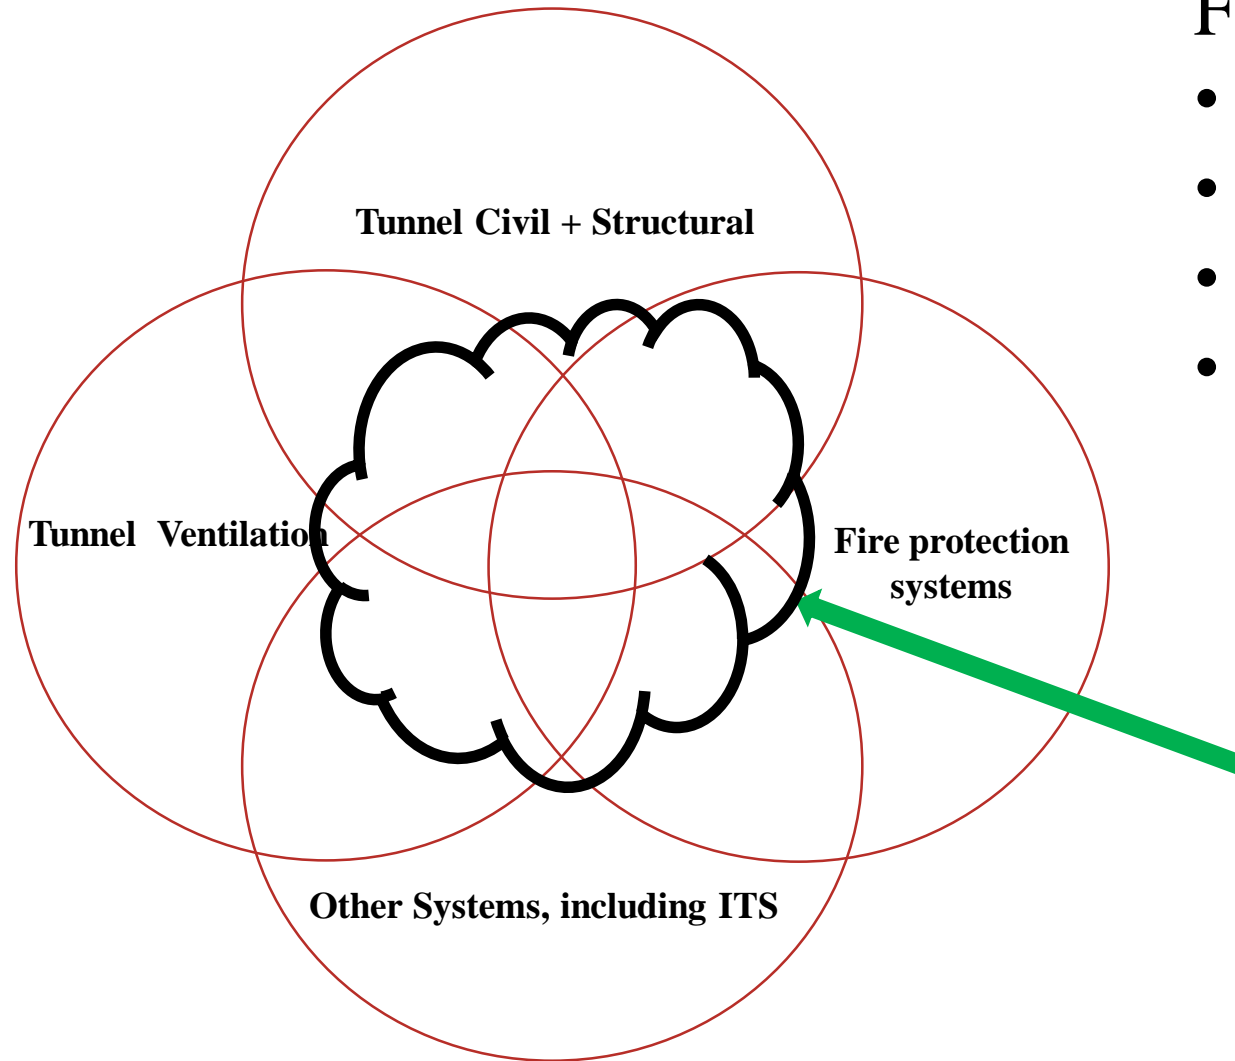 F
•
•
•
•
Tunnel Civil + Structural
Tunnel Ventilation
Fire protection
systems
Other Systems, including ITS